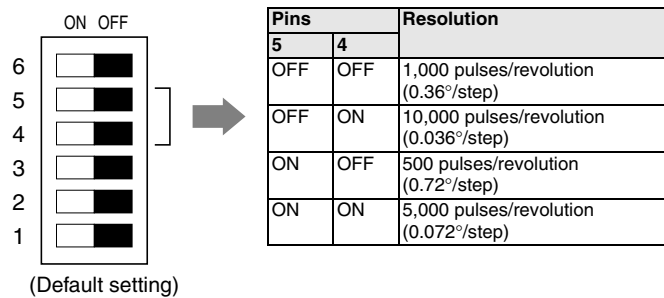 ON OFF
6
5
4
3
2
1
(Default setting)
Pins Resolution
5 4
OFF OFF 1,000 pulses/revolution
(0.36°/step)
OFF ON 10,000 pulses/revolution
(0.036°/step)
ON OFF 500 pulses/revolution
(0.72°/step)
ON ON 5,000 pulses/revolution
(0.072°/step)